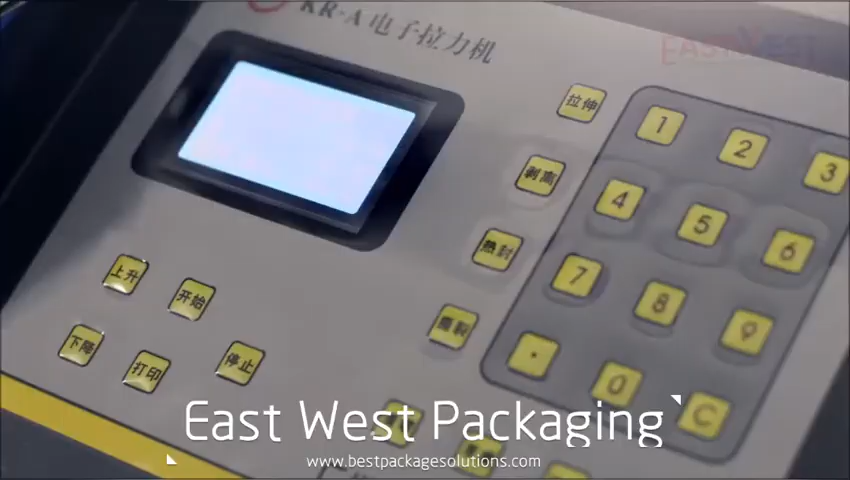 KR-A 电子拉力机
EASTWEST
拉伸
剥离
热封
撕裂
1
2
3
4
5
6
7
8
9
.
0
C
上升
开始
下降
打印
停止
East West Packaging
www.bestpackagesolutions.com